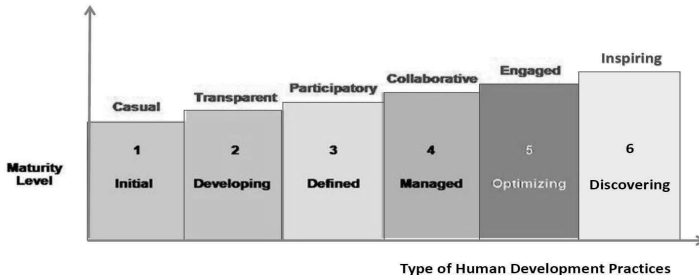 Inspiring
Engaged
Collaborative
Participatory
Transparent
Casual
1 2 3 4 5 6
Maturity
Level
Initial Developing Defined Managed Optimizing Discovering
Type of Human Development Practices